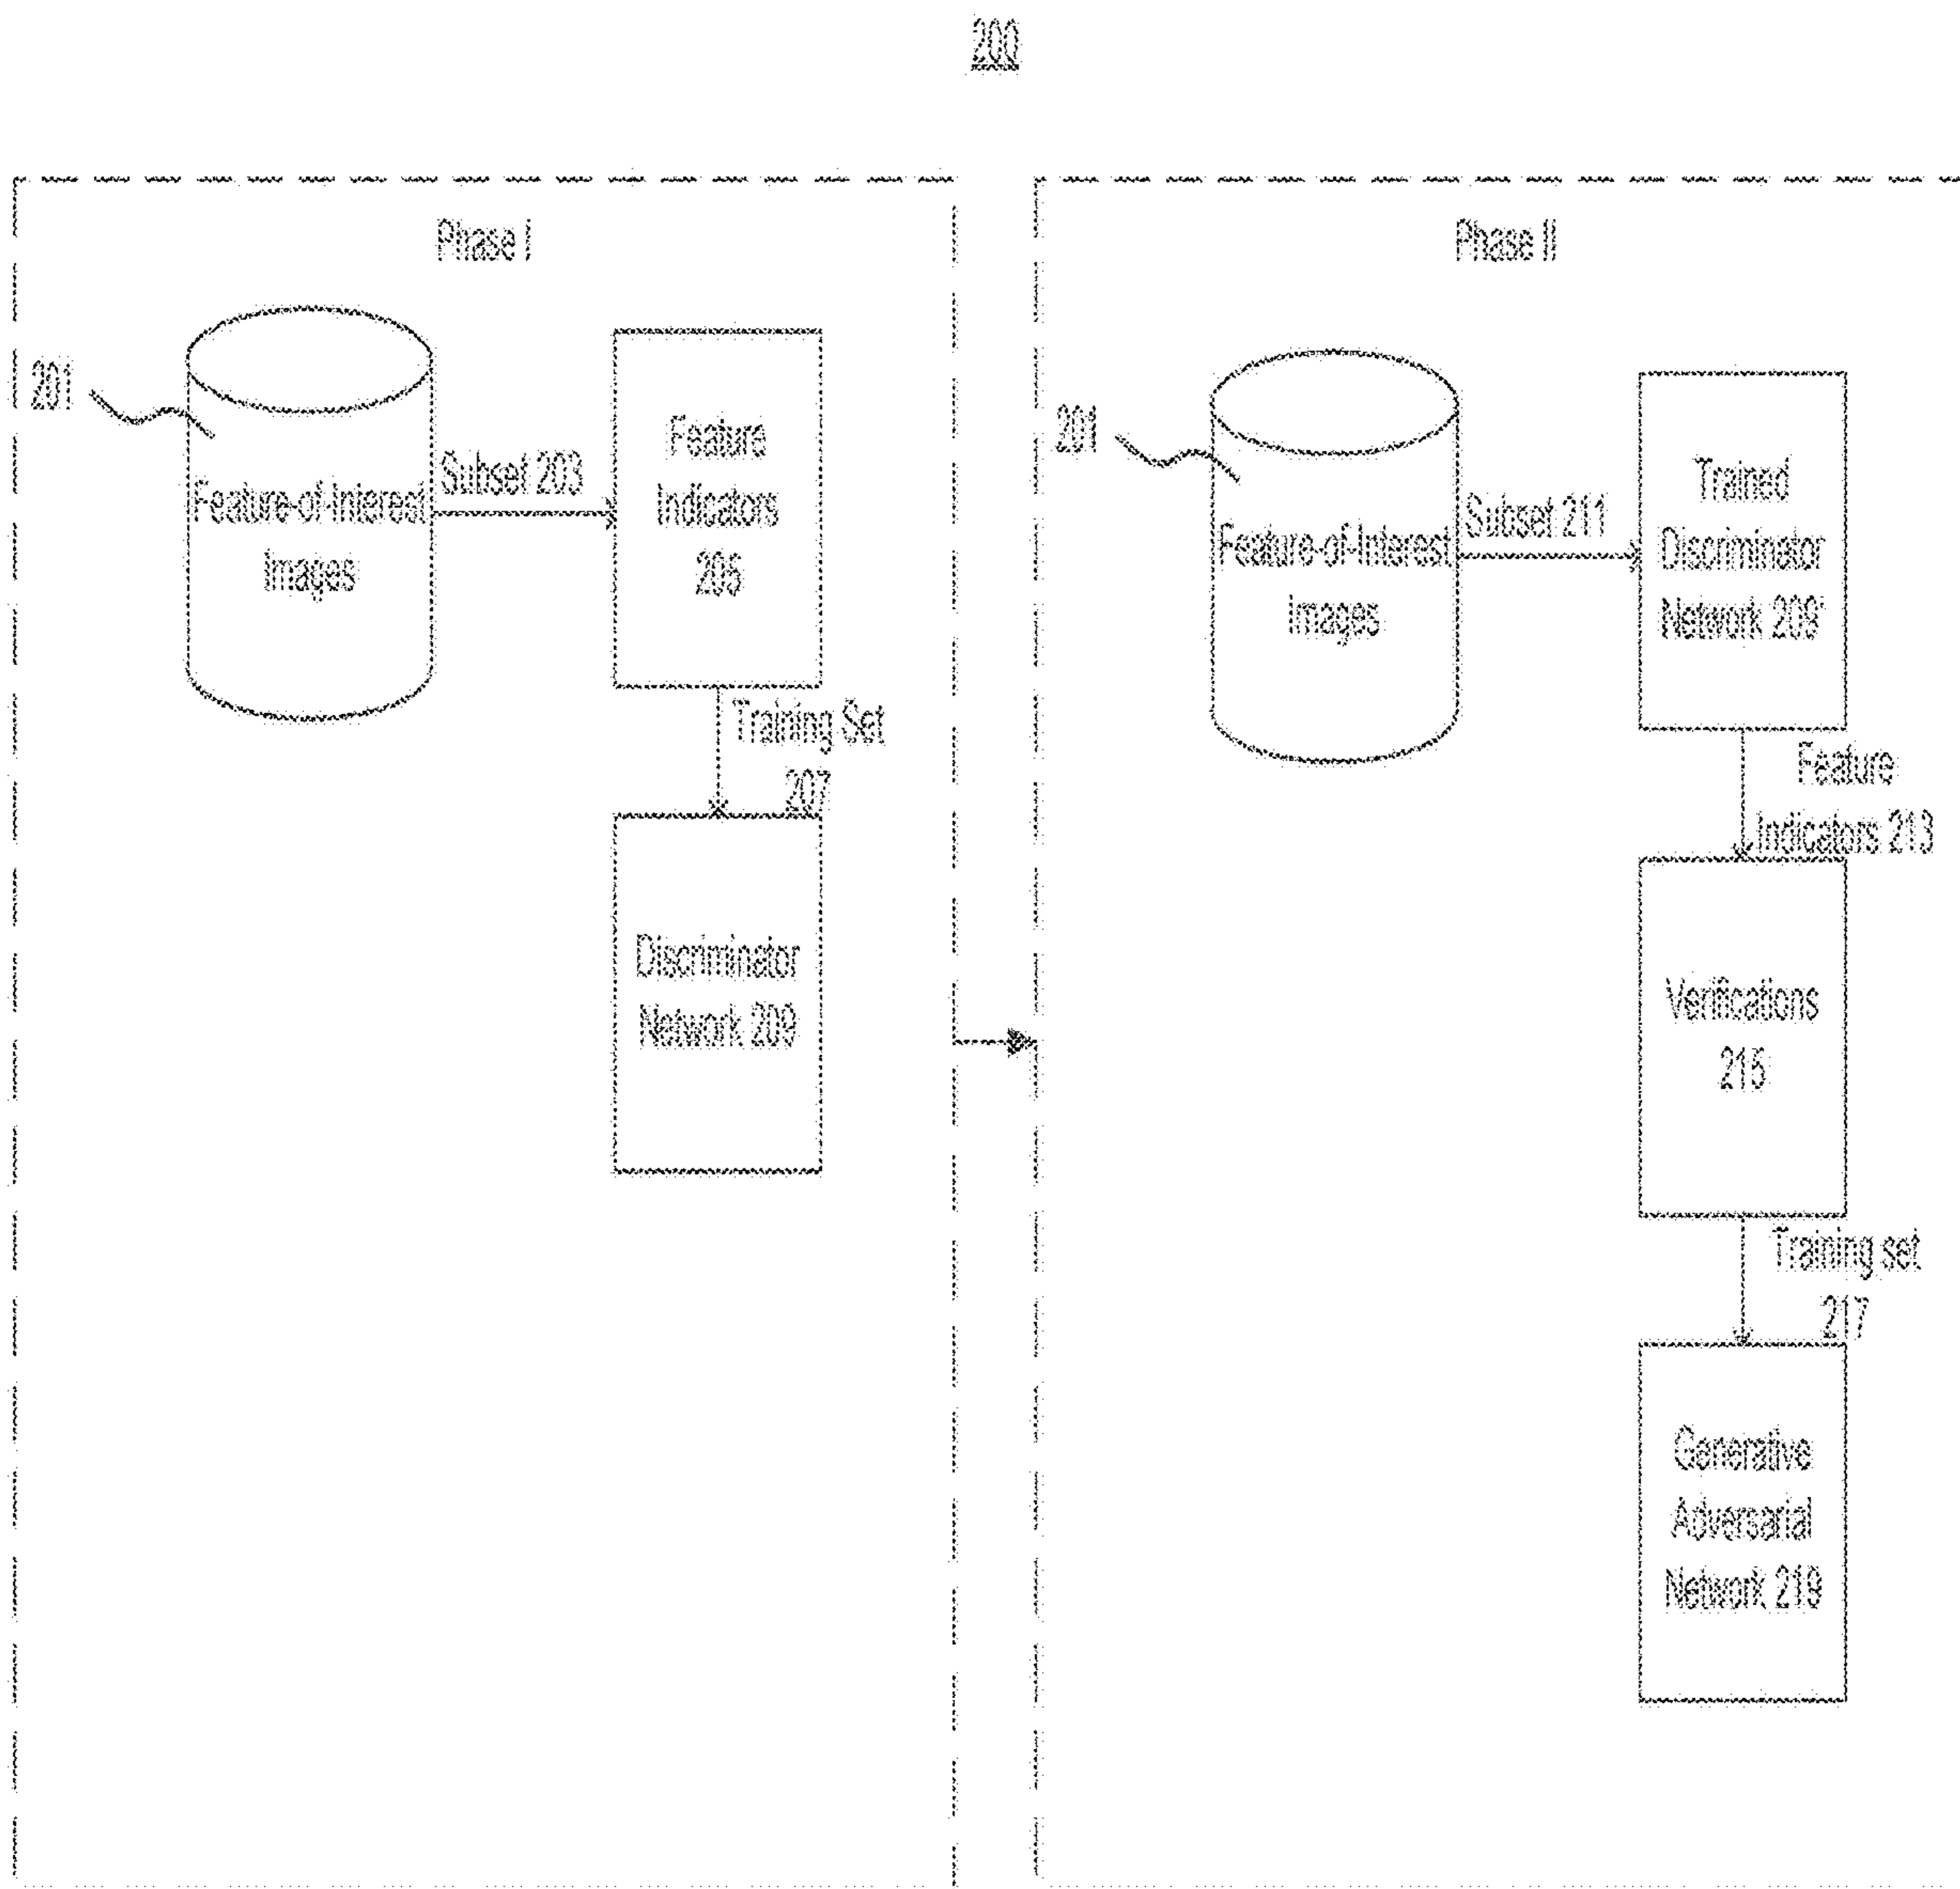 200
Phase I
201
Feature-of-Interest
Images
Subset 203
Feature
Indicators
205
Training Set
207
Discriminator
Network 209
Phase II
201
Feature-of-Interest
Images
Subset 211
Trained
Discriminator
Network 209'
Feature
Indicators 213
Verifications
215
Training set
217
Generative
Adversarial
Network 219